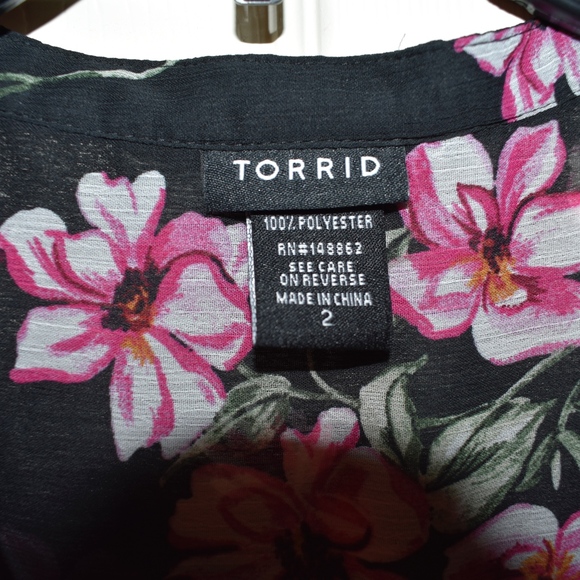 TORRID
100% POLYESTER
RN#148862
SEE CARE
ON REVERSE
MADE IN CHINA
2